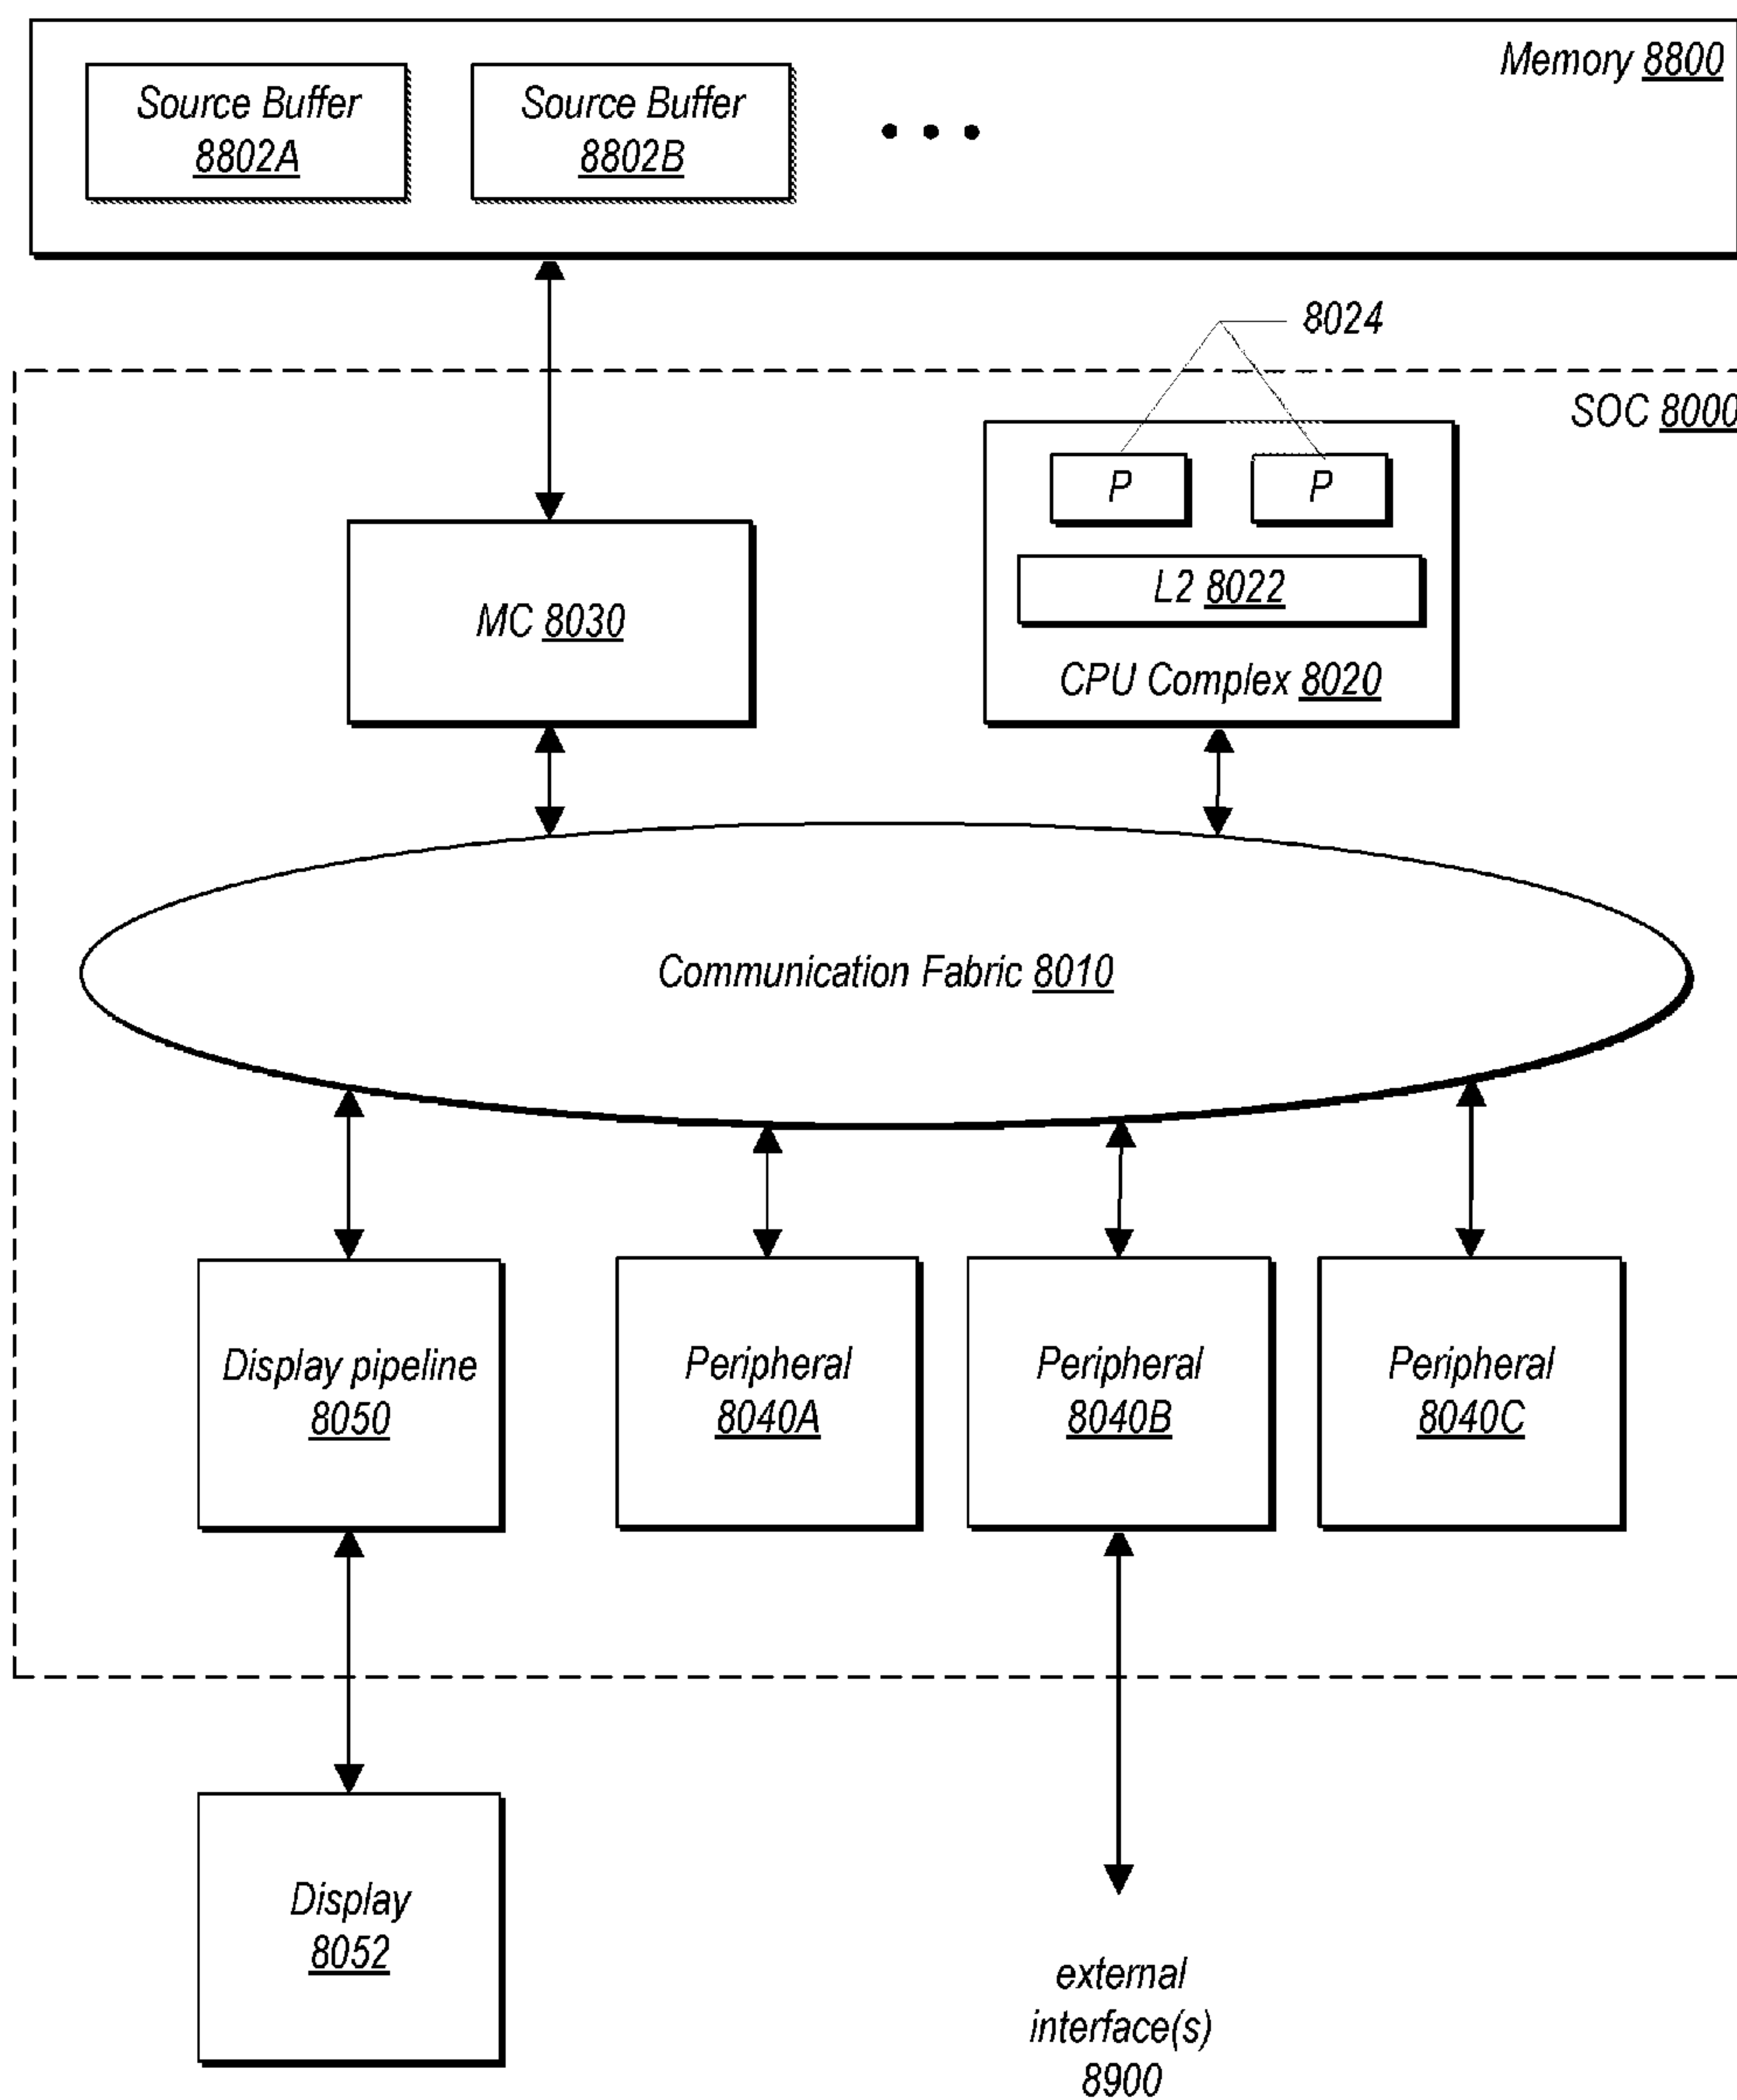 Memory 8800
Source Buffer
8802A
Source Buffer
8802B
8024
SOC 8000
P
P
L2 8022
CPU Complex 8020
MC 8030
Communication Fabric 8010
Display pipeline
8050
Peripheral
8040A
Peripheral
8040B
Peripheral
8040C
Display
8052
external
interface(s)
8900